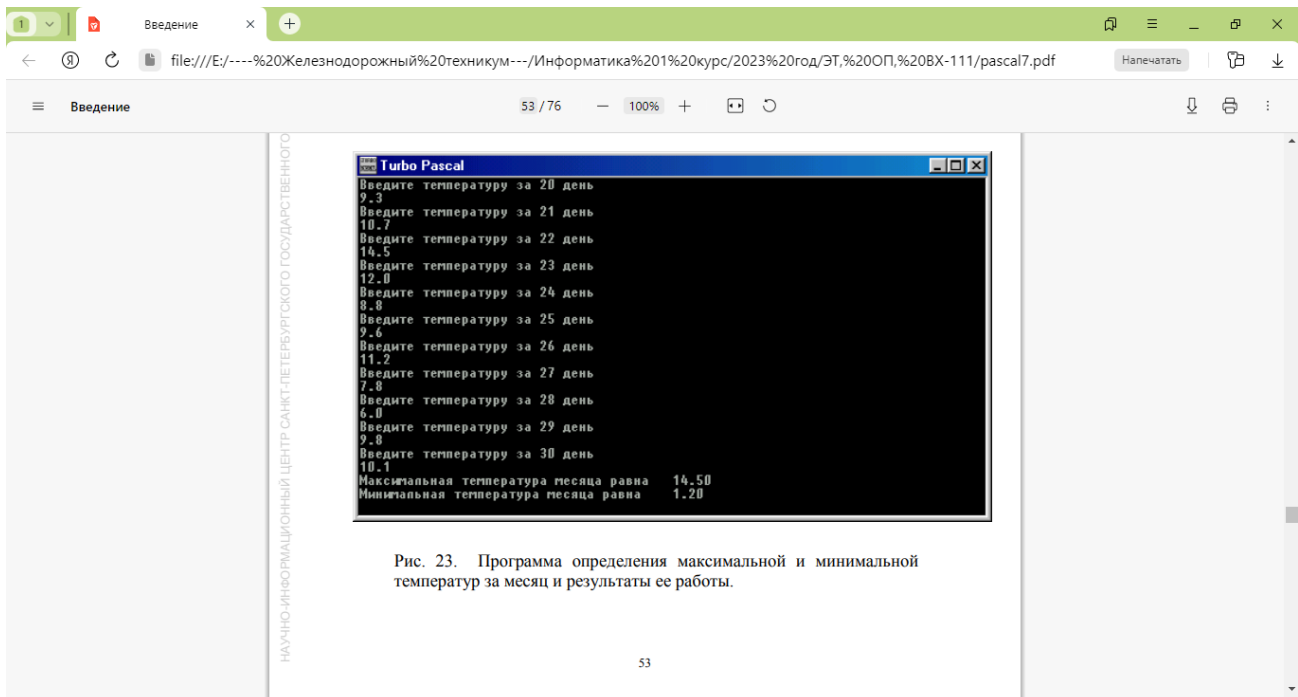 1
Введение
file:///E:/----%20Железнодорожный%20техникум---/Информатика%201%20курс/2023%20год/ЭТ,%20ОП,%20ВХ-111/pascal7.pdf
Напечатать
Введение
53 / 76
100%
НАУЧНО-ИНФОРМАЦИОННЫЙ ЦЕНТР САНКТ-ПЕТЕРБУРГСКОГО ГОСУДАРСТВЕННОГО
Turbo Pascal
Введите температуру за 20 день
9.3
Введите температуру за 21 день
10.7
Введите температуру за 22 день
14.5
Введите температуру за 23 день
12.0
Введите температуру за 24 день
8.8
Введите температуру за 25 день
9.6
Введите температуру за 26 день
11.2
Введите температуру за 27 день
7.8
Введите температуру за 28 день
6.0
Введите температуру за 29 день
9.8
Введите температуру за 30 день
10.1
Максимальная температура месяца равна 14.50
Минимальная температура месяца равна 1.20
Рис. 23. Программа определения максимальной и минимальной
температур за месяц и результаты ее работы.
53